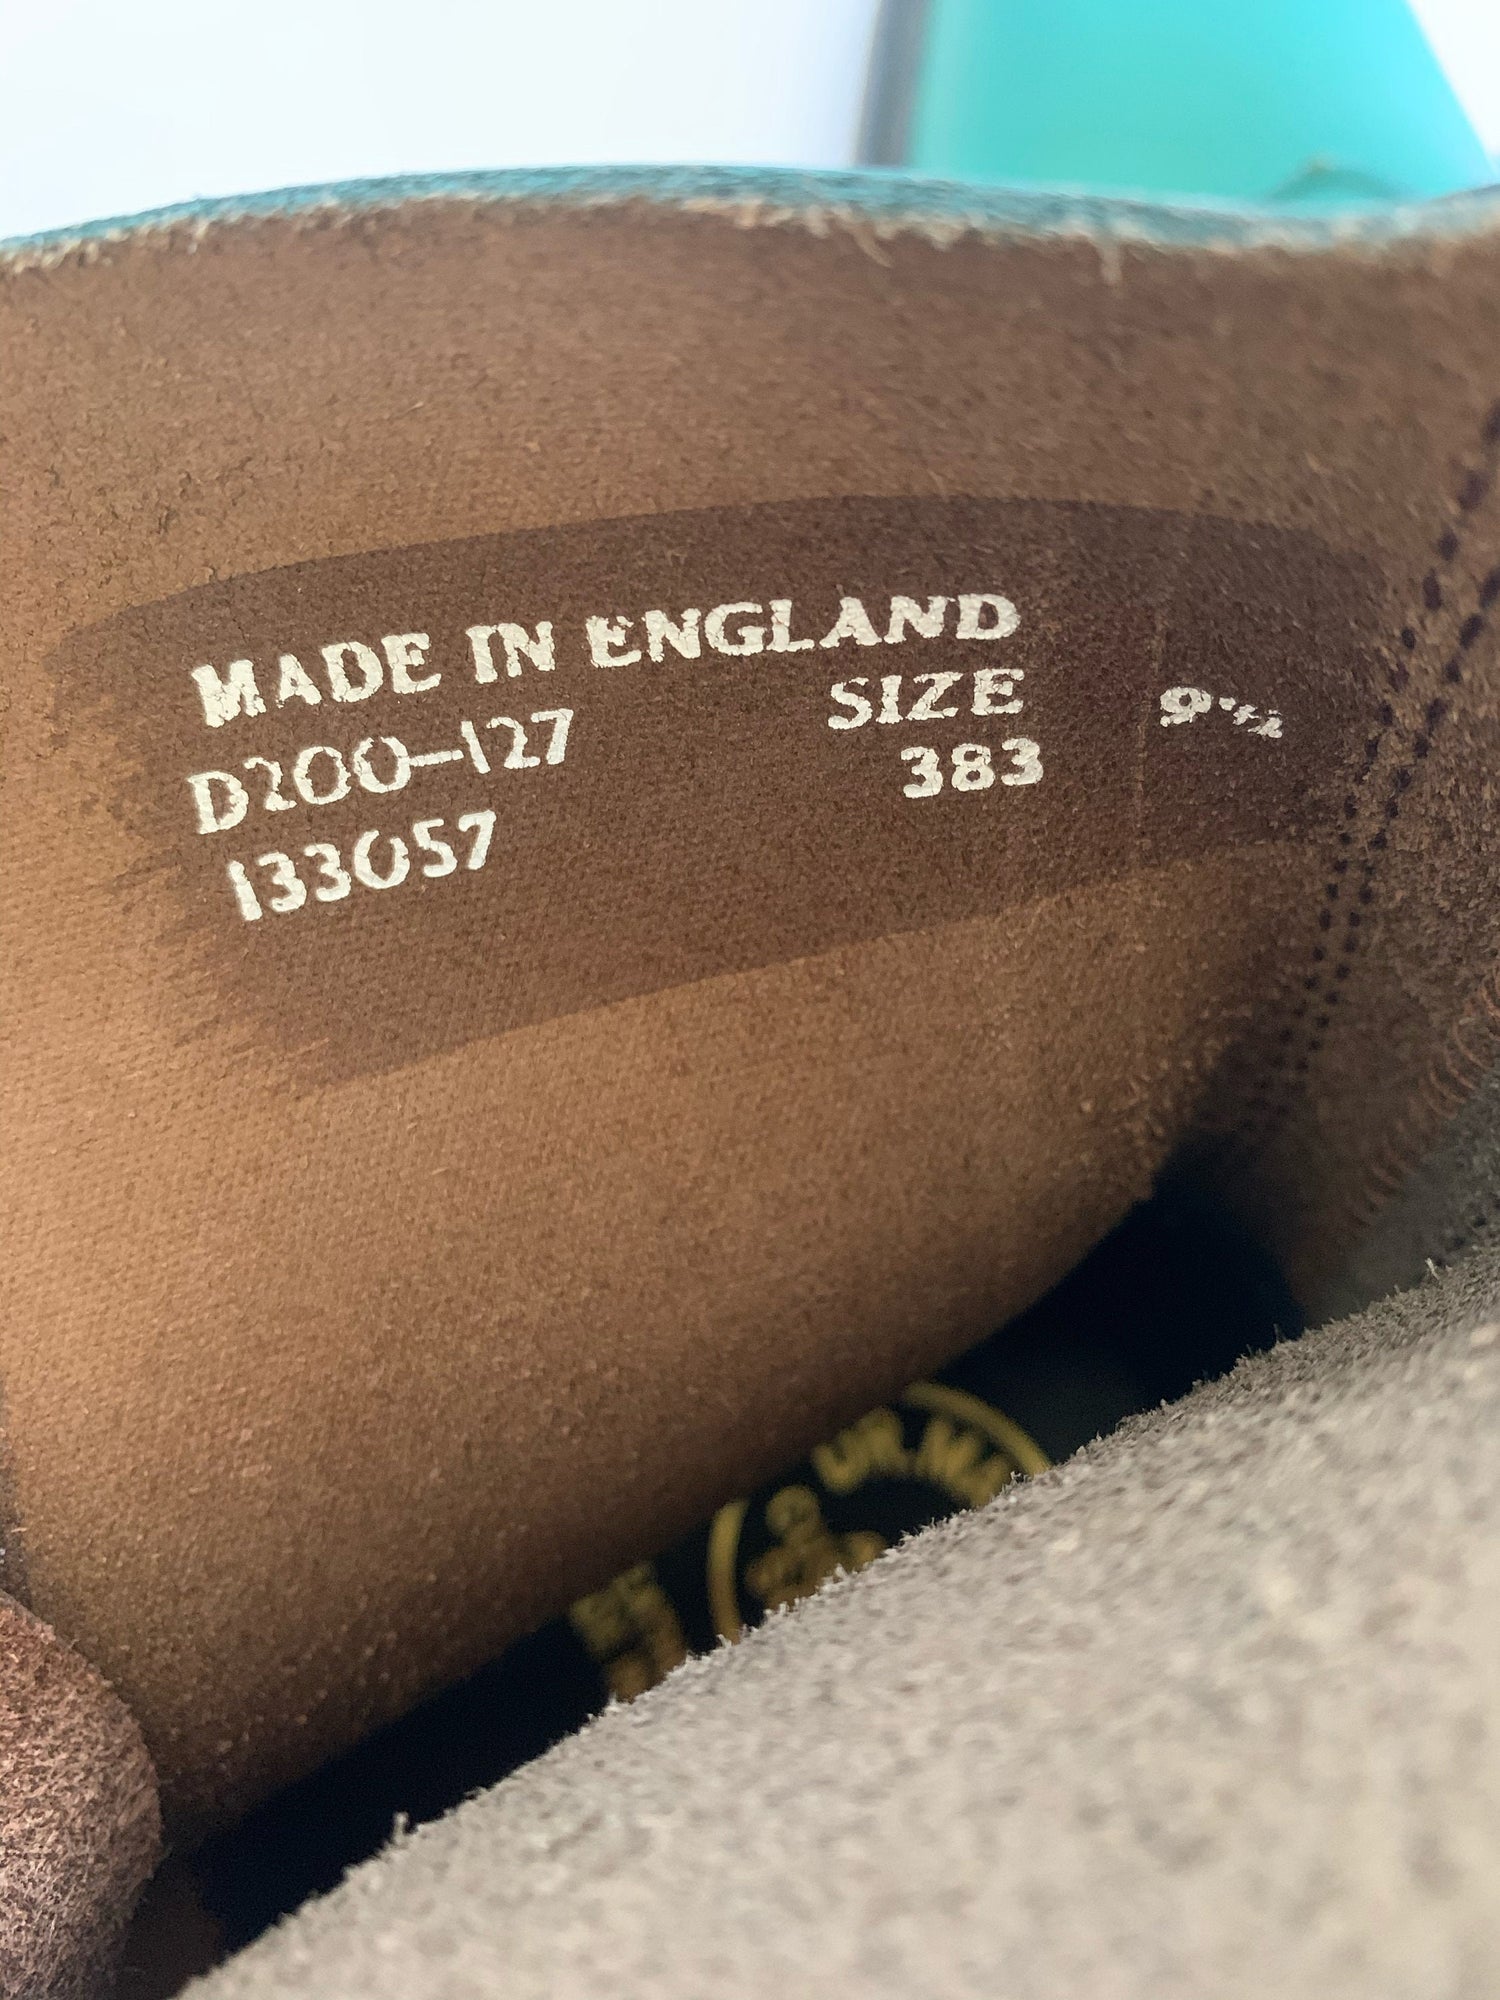 MADE IN ENGLAND
SIZE 9½
D200-127 383
133057